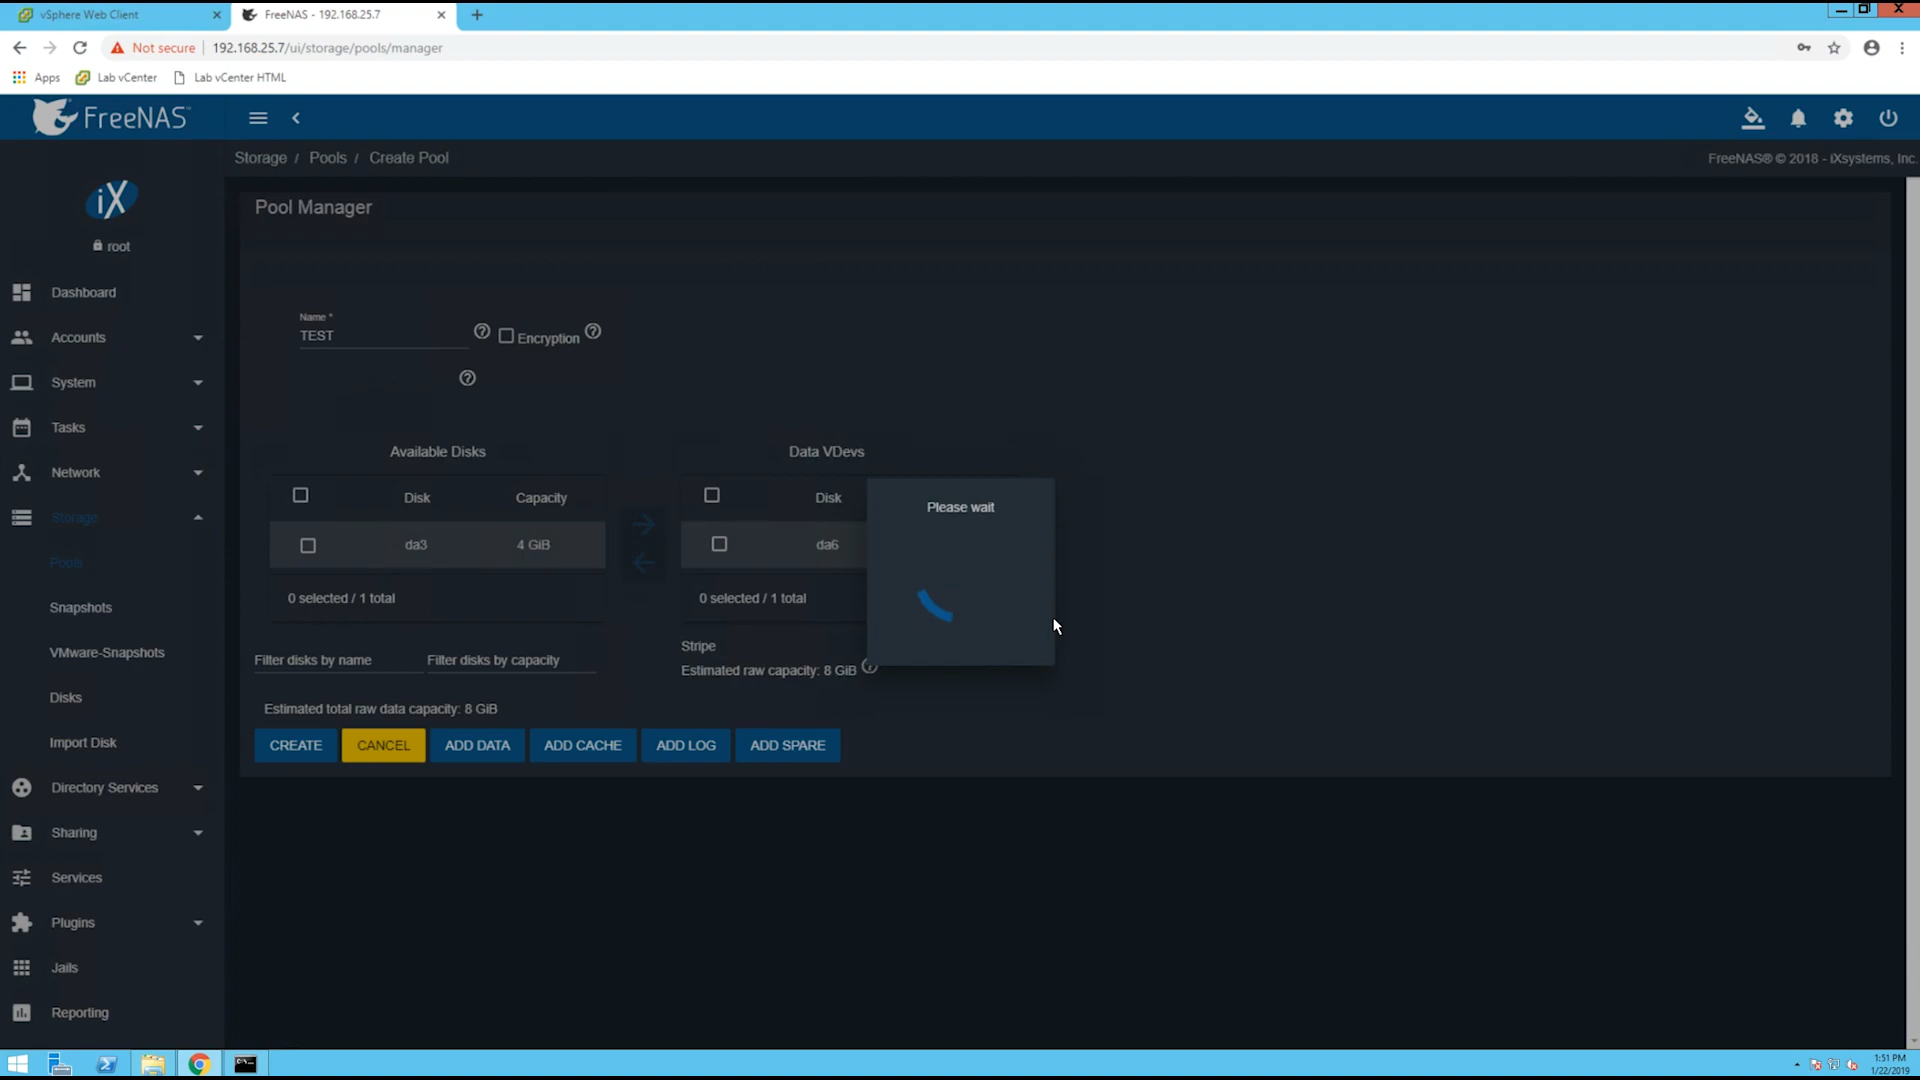 vSphere Web Client
FreeNAS - 192.168.25.7
Not secure
192.168.25.7/ui/storage/pools/manager
Apps
Lab vCenter
Lab vCenter HTML
FreeNAS
Storage / Pools / Create Pool
FreeNAS® © 2018 - iXsystems, Inc.
iX
root
Dashboard
Accounts
System
Tasks
Network
Storage
Pools
Snapshots
VMware-Snapshots
Disks
Import Disk
Directory Services
Sharing
Services
Plugins
Jails
Reporting
Pool Manager
Name *
TEST
Encryption
Available Disks
Disk Capacity
da3 4 GiB
0 selected / 1 total
Filter disks by name
Filter disks by capacity
Data VDevs
Disk
da6
0 selected / 1 total
Stripe
Estimated raw capacity: 8 GiB
Please wait
Estimated total raw data capacity: 8 GiB
CREATE
CANCEL
ADD DATA
ADD CACHE
ADD LOG
ADD SPARE
1:51 PM
1/22/2019